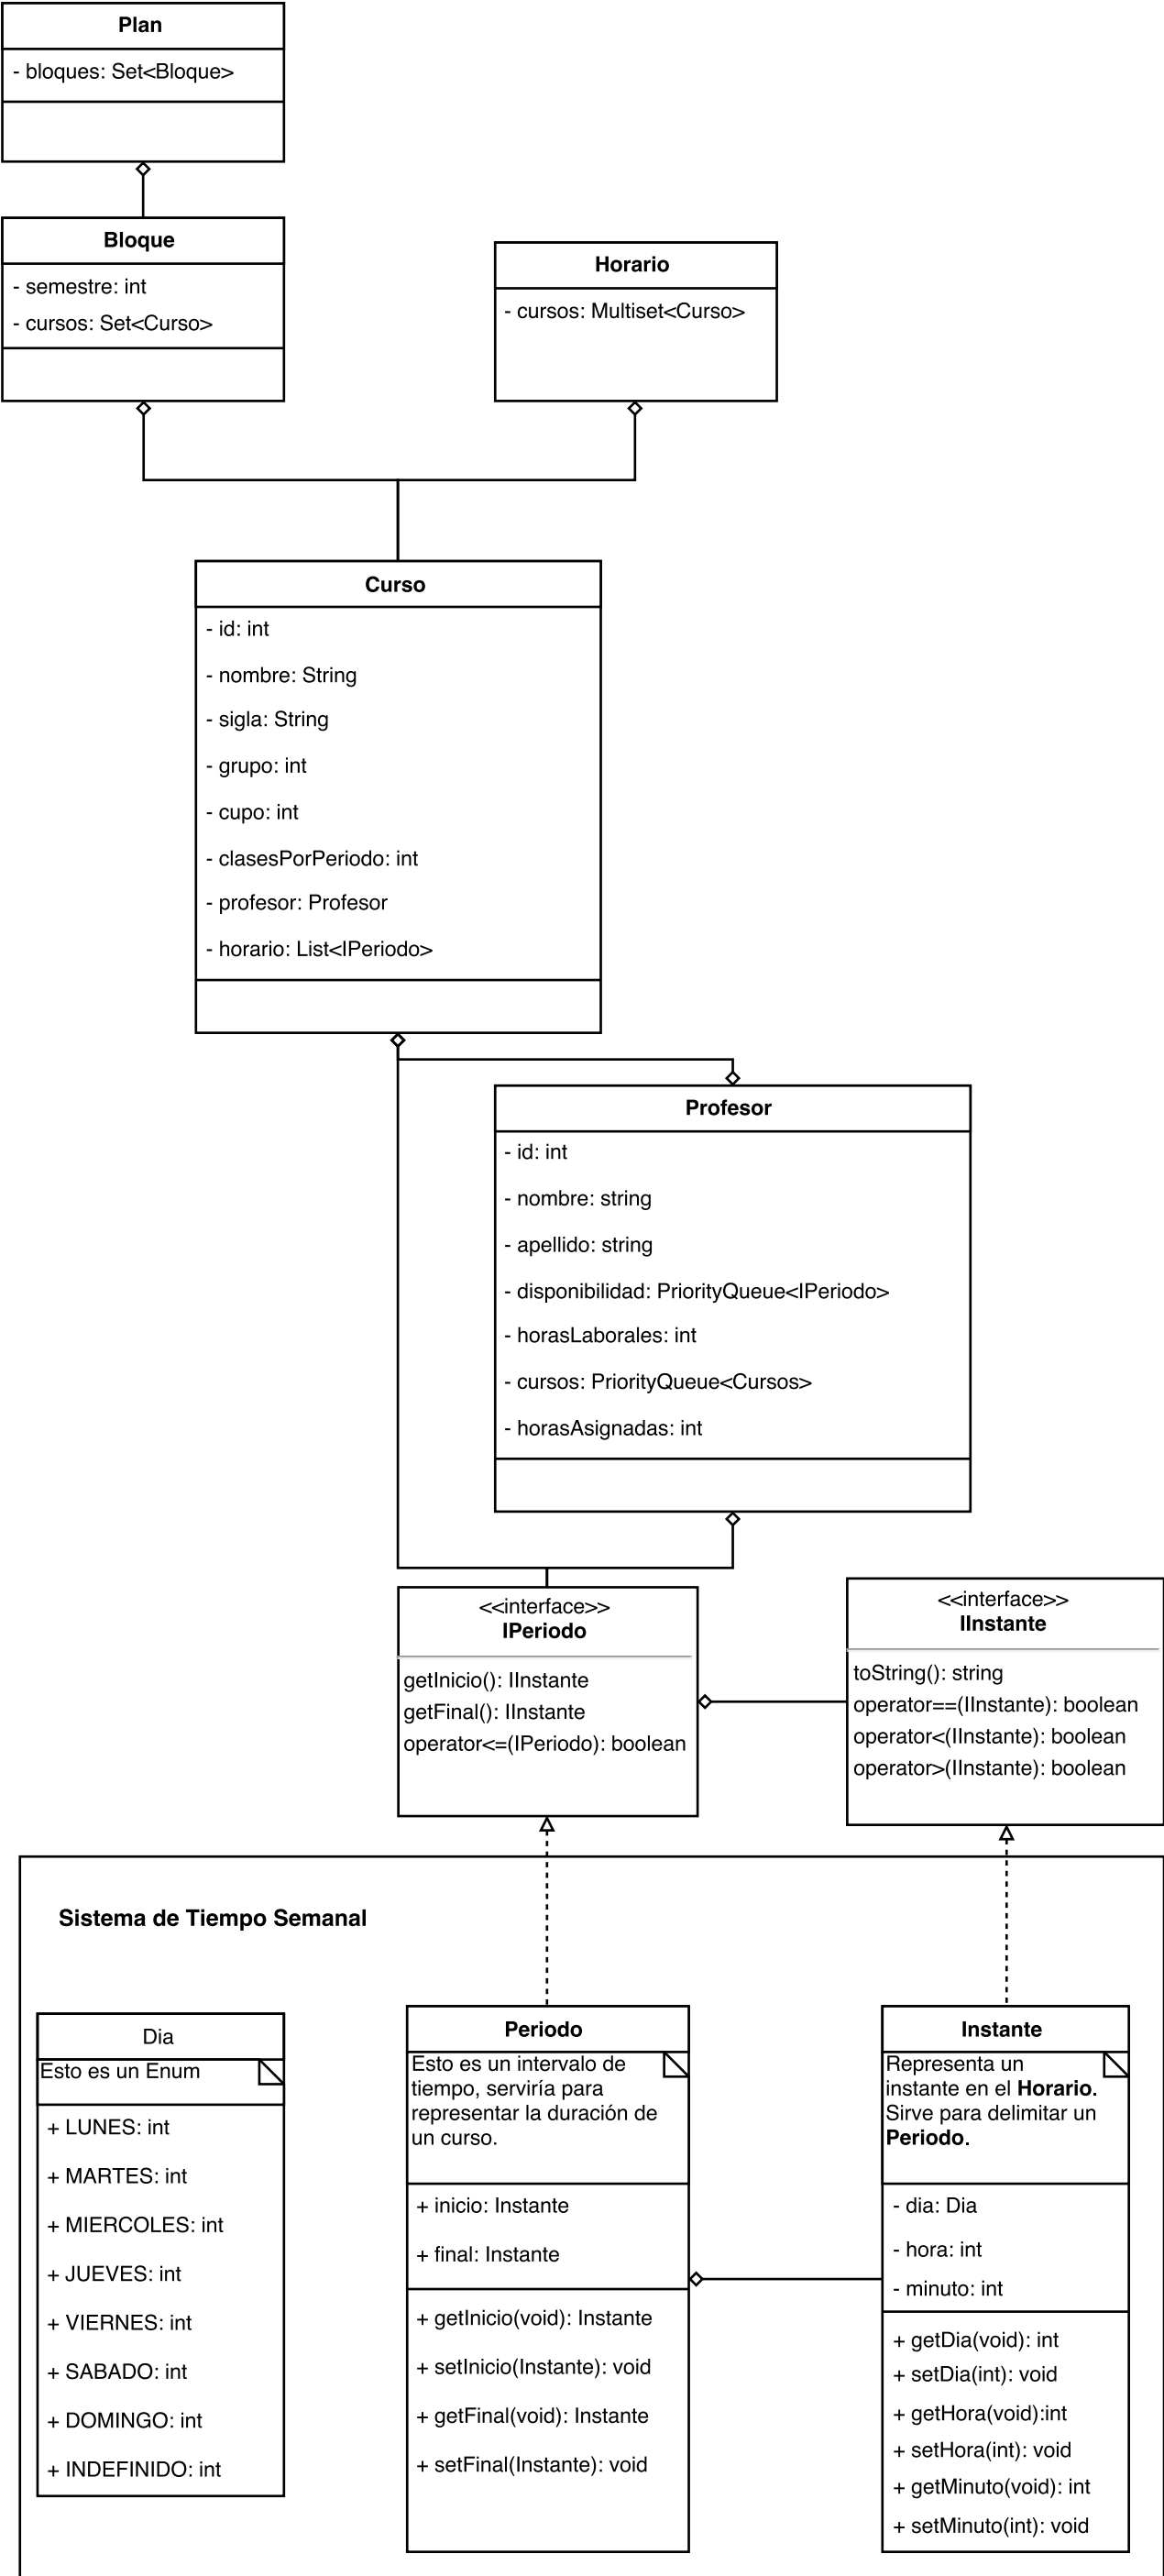 Plan
- bloques: Set<Bloque>
Bloque
- semestre: int
- cursos: Set<Curso>
Horario
- cursos: Multiset<Curso>
Curso
- id: int
- nombre: String
- sigla: String
- grupo: int
- cupo: int
- clasesPorPeriodo: int
- profesor: Profesor
- horario: List<IPeriodo>
Profesor
- id: int
- nombre: string
- apellido: string
- disponibilidad: PriorityQueue<IPeriodo>
- horasLaborales: int
- cursos: PriorityQueue<Cursos>
- horasAsignadas: int
<<interface>>
IPeriodo
getInicio(): IInstante
getFinal(): IInstante
operator<=(IPeriodo): boolean
<<interface>>
IInstante
toString(): string
operator==(IInstante): boolean
operator<(IInstante): boolean
operator>(IInstante): boolean
Sistema de Tiempo Semanal
Dia
Esto es un Enum
+ LUNES: int
+ MARTES: int
+ MIERCOLES: int
+ JUEVES: int
+ VIERNES: int
+ SABADO: int
+ DOMINGO: int
+ INDEFINIDO: int
Periodo
Esto es un intervalo de
tiempo, serviría para
representar la duración de
un curso.
+ inicio: Instante
+ final: Instante
+ getInicio(void): Instante
+ setInicio(Instante): void
+ getFinal(void): Instante
+ setFinal(Instante): void
Instante
Representa un
instante en el Horario.
Sirve para delimitar un
Periodo.
- dia: Dia
- hora: int
- minuto: int
+ getDia(void): int
+ setDia(int): void
+ getHora(void):int
+ setHora(int): void
+ getMinuto(void): int
+ setMinuto(int): void